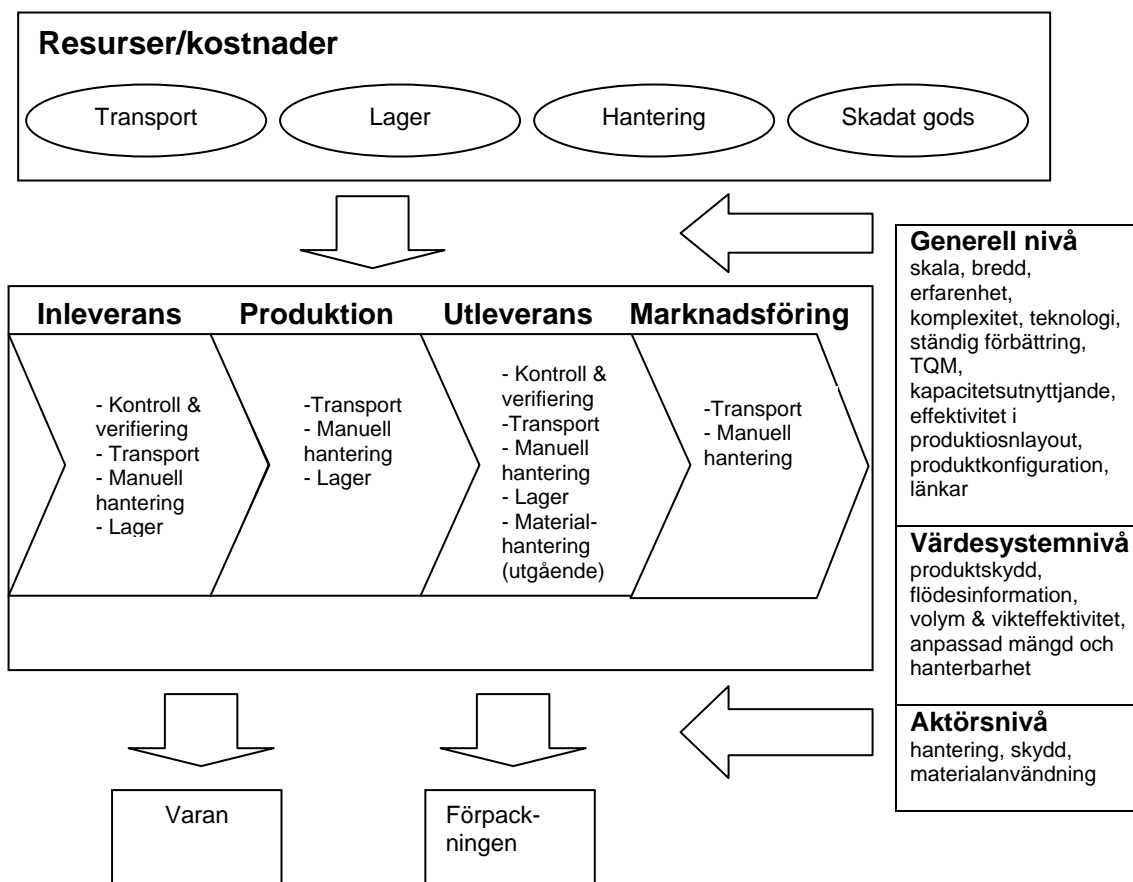 Resurser/kostnader
Transport
Lager
Hantering
Skadat gods
Inleverans
- Kontroll &
verifiering
- Transport
- Manuell
hantering
- Lager
Produktion
-Transport
- Manuell
hantering
- Lager
Utleverans
- Kontroll &
verifiering
-Transport
- Manuell
hantering
- Lager
- Material-
hantering
(utgående)
Marknadsföring
-Transport
- Manuell
hantering
Generell nivå
skala, bredd,
erfarenhet,
komplexitet, teknologi,
ständig förbättring,
TQM,
kapacitetsutnyttjande,
effektivitet i
produktiosnlayout,
produktkonfiguration,
länkar
Värdesystemnivå
produktskydd,
flödesinformation,
volym & vikteffektivitet,
anpassad mängd och
hanterbarhet
Aktörsnivå
hantering, skydd,
materialanvändning
Varan
Förpack-
ningen